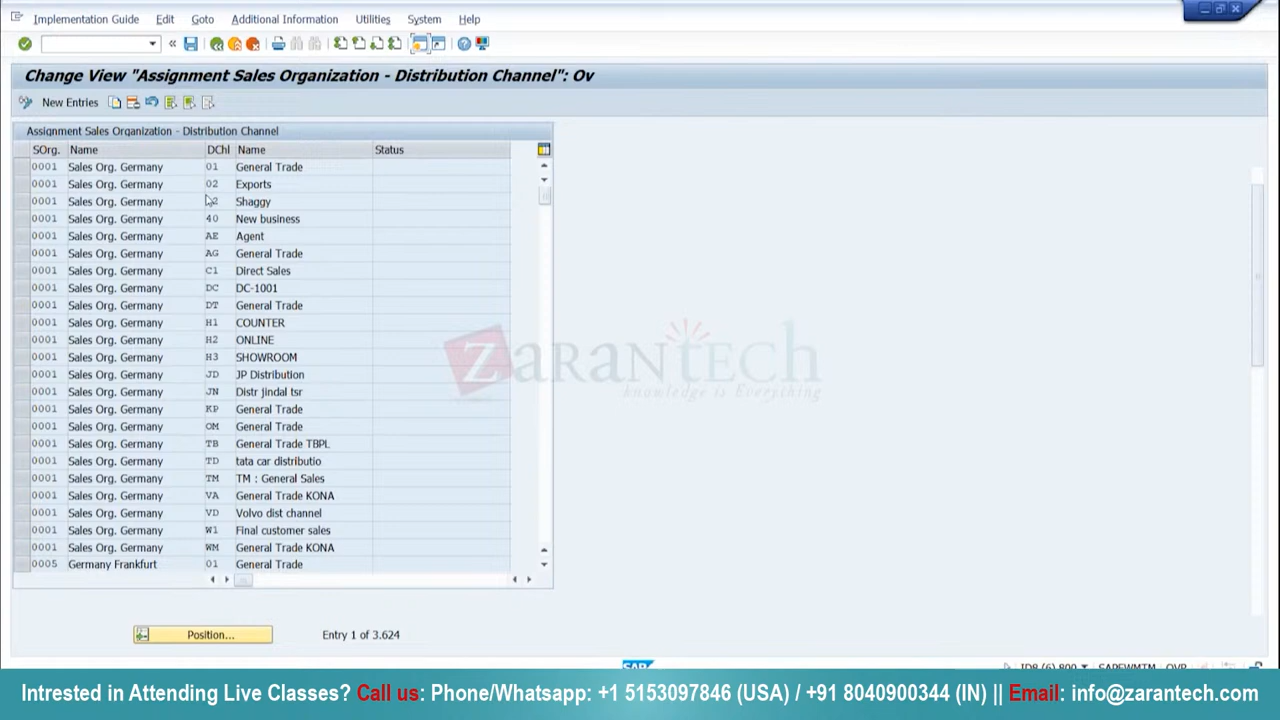 Implementation Guide Edit Goto Additional Information Utilities System Help
Change View "Assignment Sales Organization - Distribution Channel": Ov
New Entries
Assignment Sales Organization - Distribution Channel
SOrg. Name DChl Name Status
0001 Sales Org. Germany 01 General Trade
0001 Sales Org. Germany 02 Exports
0001 Sales Org. Germany Shaggy
0001 Sales Org. Germany 40 New business
0001 Sales Org. Germany AE Agent
0001 Sales Org. Germany AG General Trade
0001 Sales Org. Germany C1 Direct Sales
0001 Sales Org. Germany DC DC-1001
0001 Sales Org. Germany DT General Trade
0001 Sales Org. Germany H1 COUNTER
0001 Sales Org. Germany H2 ONLINE
0001 Sales Org. Germany H3 SHOWROOM
0001 Sales Org. Germany JD JP Distribution
0001 Sales Org. Germany JN Distr jindal tsr
0001 Sales Org. Germany KP General Trade
0001 Sales Org. Germany OM General Trade
0001 Sales Org. Germany TB General Trade TBPL
0001 Sales Org. Germany TD tata car distributio
0001 Sales Org. Germany TM TM : General Sales
0001 Sales Org. Germany VA General Trade KONA
0001 Sales Org. Germany VD Volvo dist channel
0001 Sales Org. Germany W1 Final customer sales
0001 Sales Org. Germany WM General Trade KONA
0005 Germany Frankfurt 01 General Trade
ZARANTECH
knowledge is Everything
Position... Entry 1 of 3.624
SAP
Intrested in Attending Live Classes? Call us: Phone/Whatsapp: +1 5153097846 (USA) / +91 8040900344 (IN) || Email: info@zarantech.com